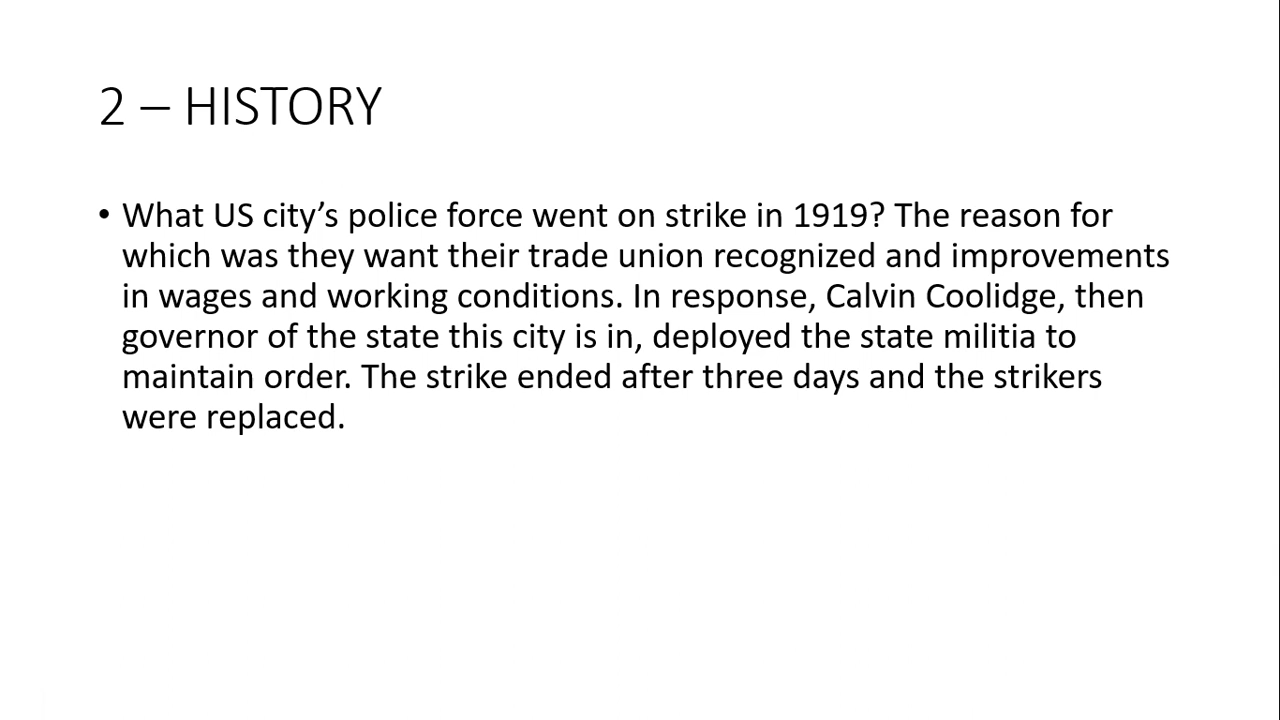 2 – HISTORY
• What US city’s police force went on strike in 1919? The reason for
which was they want their trade union recognized and improvements
in wages and working conditions. In response, Calvin Coolidge, then
governor of the state this city is in, deployed the state militia to
maintain order. The strike ended after three days and the strikers
were replaced.